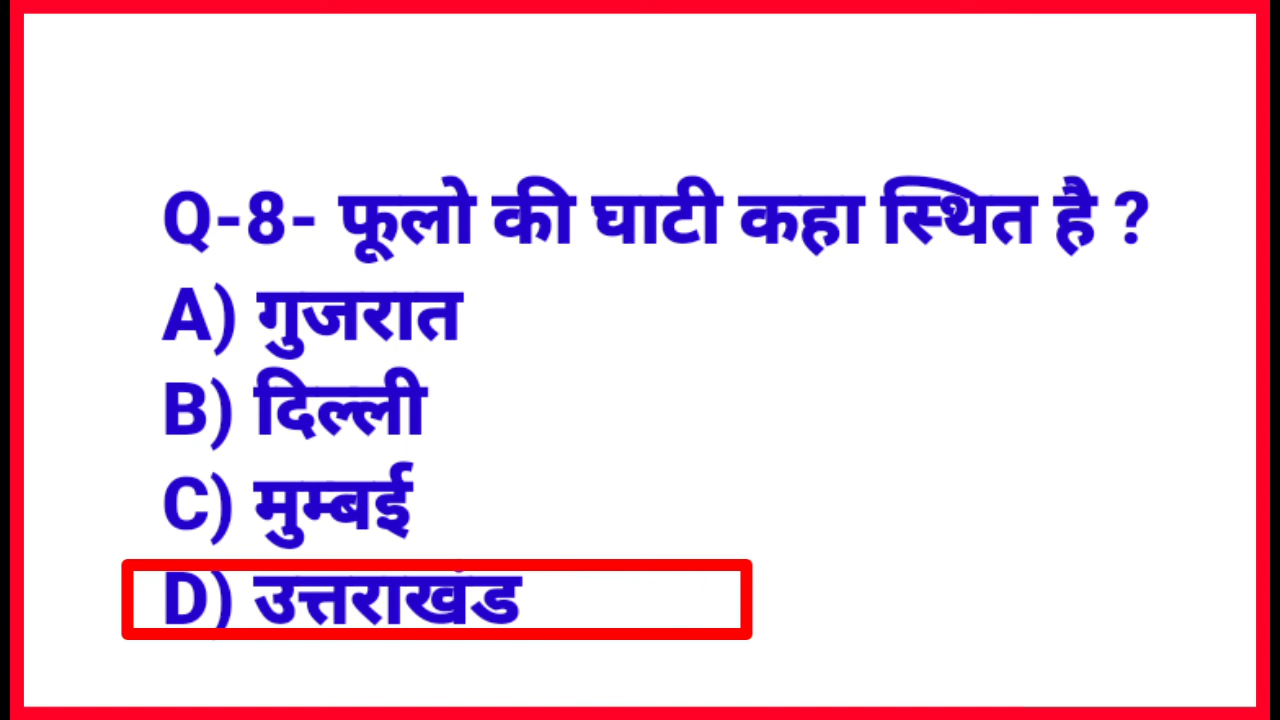 Q-8- फूलो की घाटी कहा स्थित है ?
A) गुजरात
B) दिल्ली
C) मुम्बई
D) उत्तराखंड